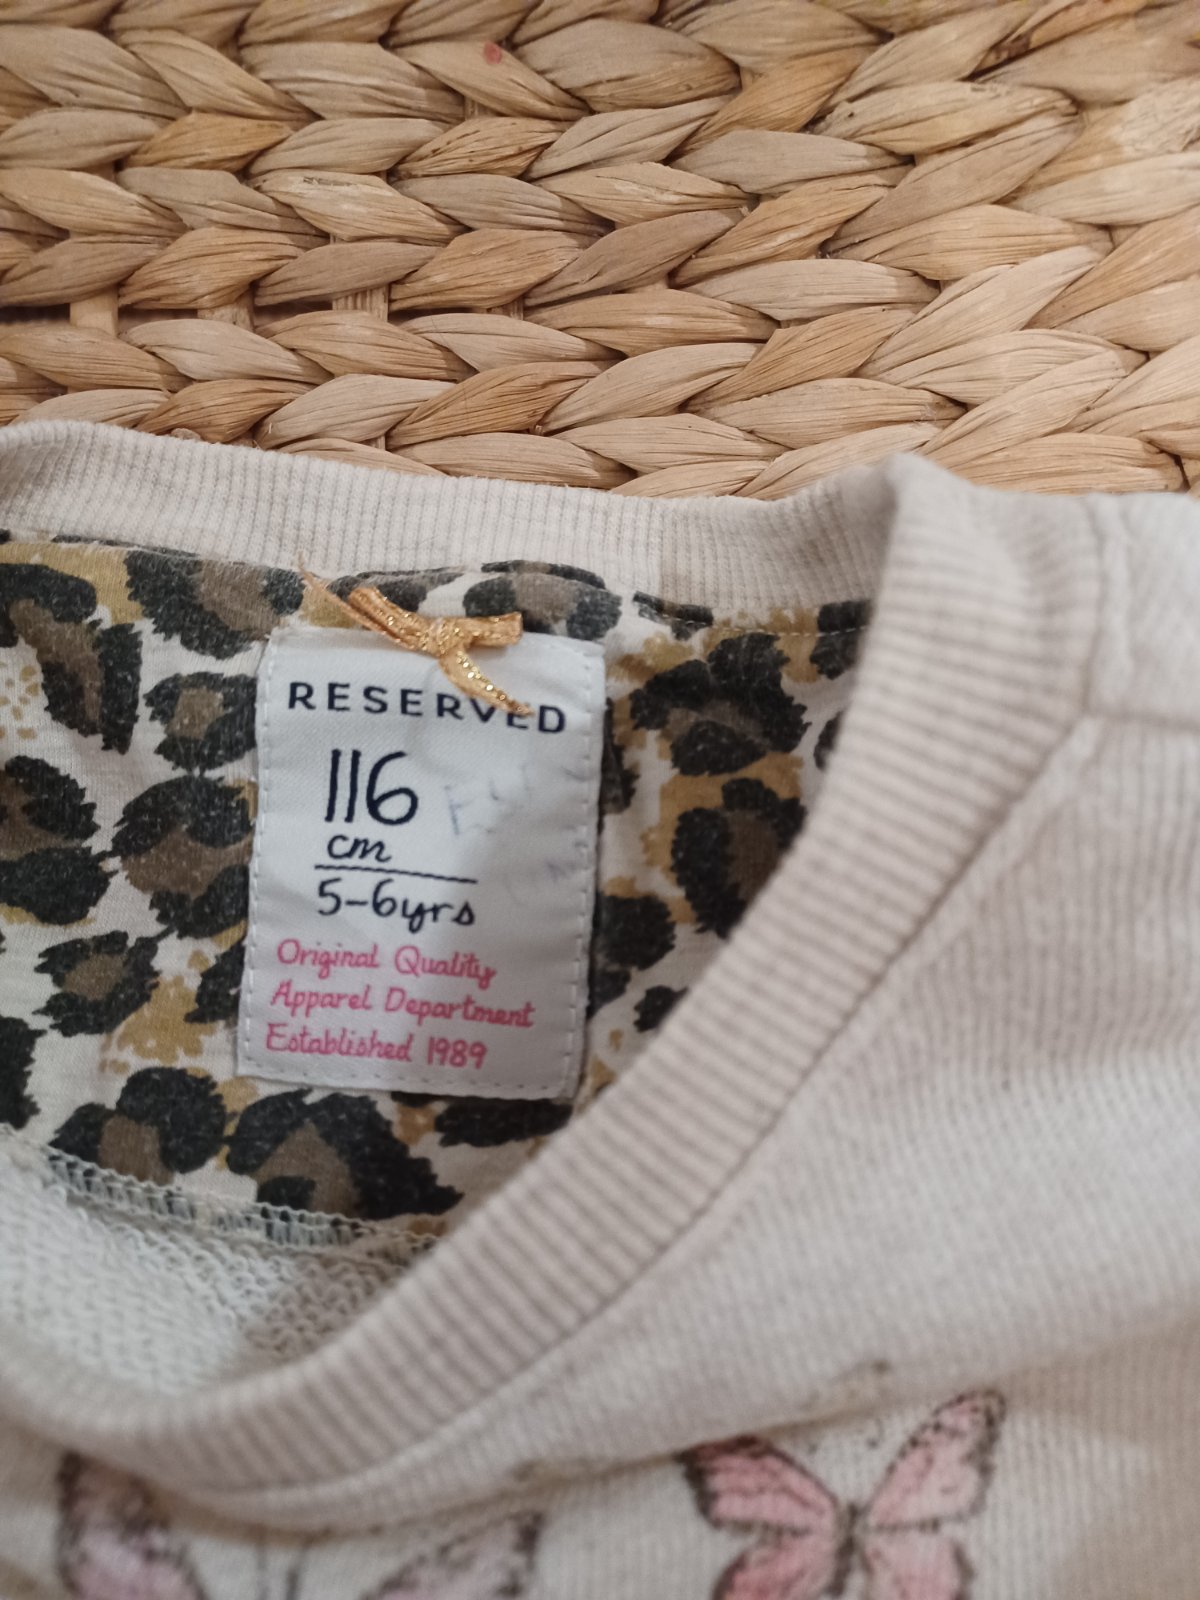 RESERVED
116
cm
5-6yrs
Original Quality
Apparel Department
Established 1989